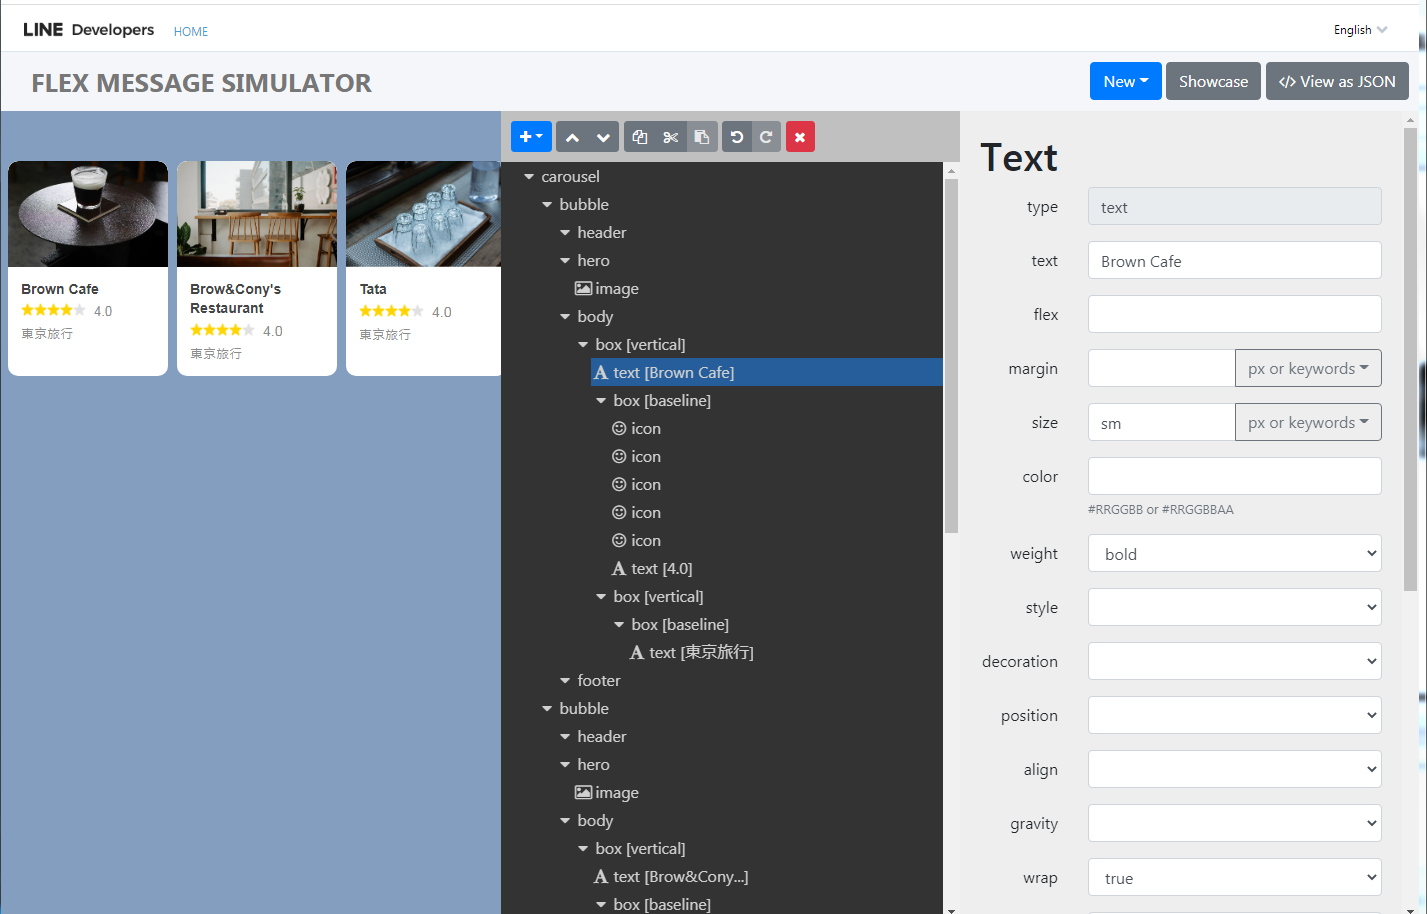 LINE Developers HOME English
FLEX MESSAGE SIMULATOR New Showcase </> View as JSON
Brown Cafe
4.0
東京旅行
Brow&Cony's
Restaurant
4.0
東京旅行
Tata
4.0
東京旅行
carousel
bubble
header
hero
image
body
box [vertical]
text [Brown Cafe]
box [baseline]
icon
icon
icon
icon
icon
text [4.0]
box [vertical]
box [baseline]
text [東京旅行]
footer
bubble
header
hero
image
body
box [vertical]
text [Brow&Cony...]
box [baseline]
Text
type text
text Brown Cafe
flex
margin px or keywords
size sm px or keywords
color
#RRGGBB or #RRGGBBAA
weight bold
style
decoration
position
align
gravity
wrap true